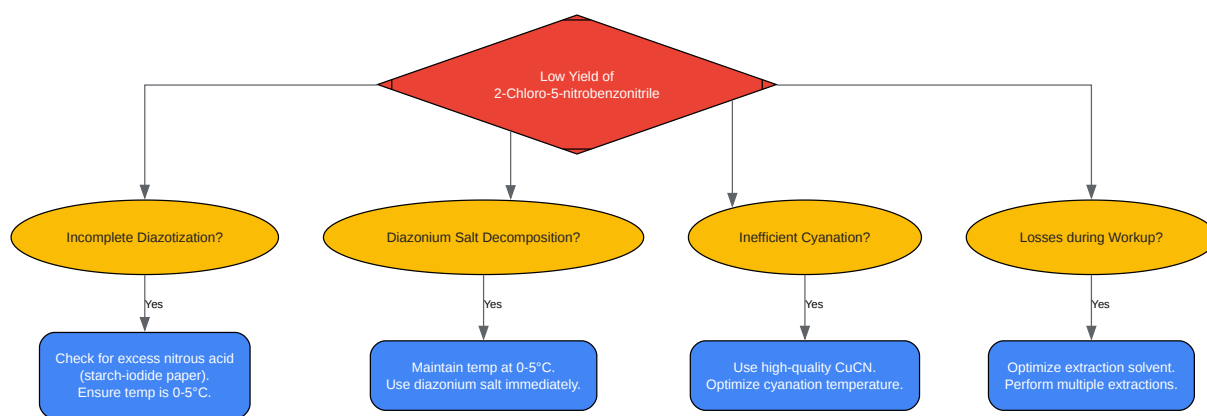 Low Yield of
2-Chloro-5-nitrobenzonitrile
Incomplete Diazotization?
Diazonium Salt Decomposition?
Inefficient Cyanation?
Losses during Workup?
Yes
Yes
Yes
Yes
Check for excess nitrous acid
(starch-iodide paper).
Ensure temp is 0-5°C.
Maintain temp at 0-5°C.
Use diazonium salt immediately.
Use high-quality CuCN.
Optimize cyanation temperature.
Optimize extraction solvent.
Perform multiple extractions.